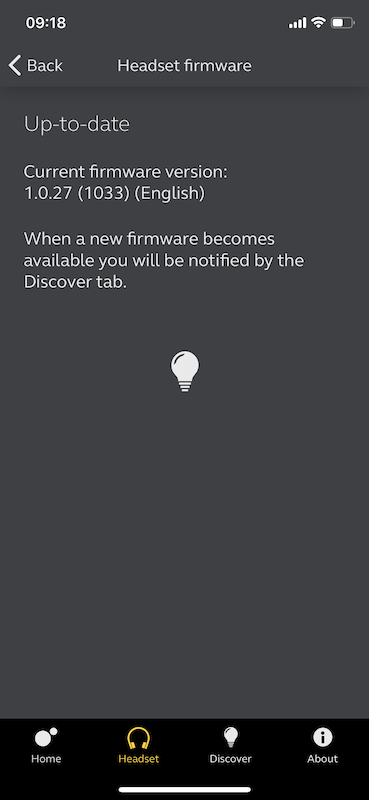 09:18
Back
Headset firmware
Up-to-date
Current firmware version:
1.0.27 (1033) (English)
When a new firmware becomes
available you will be notified by the
Discover tab.
Home
Headset
Discover
About